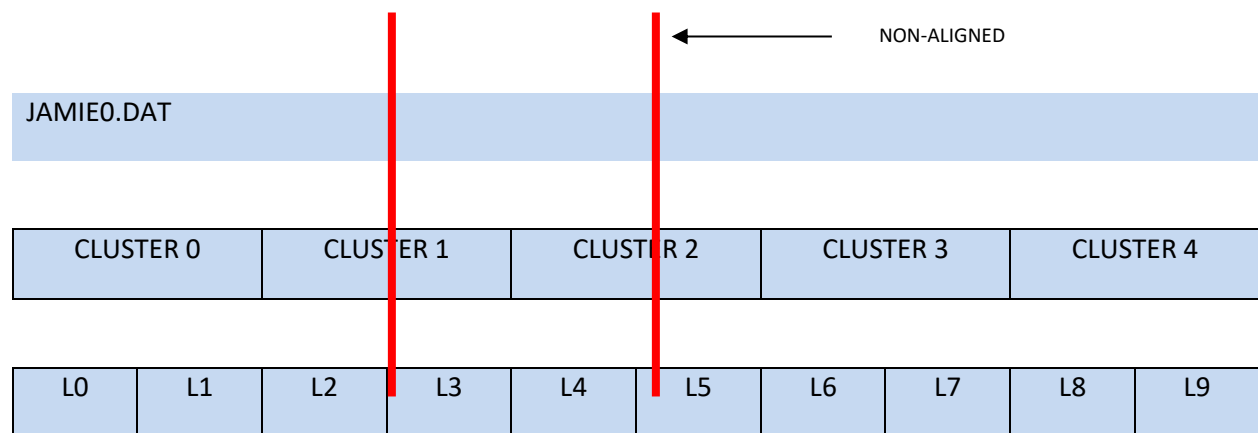 NON-ALIGNED
JAMIE0.DAT
CLUSTER 0 CLUSTER 1 CLUSTER 2 CLUSTER 3 CLUSTER 4
L0 L1 L2 L3 L4 L5 L6 L7 L8 L9